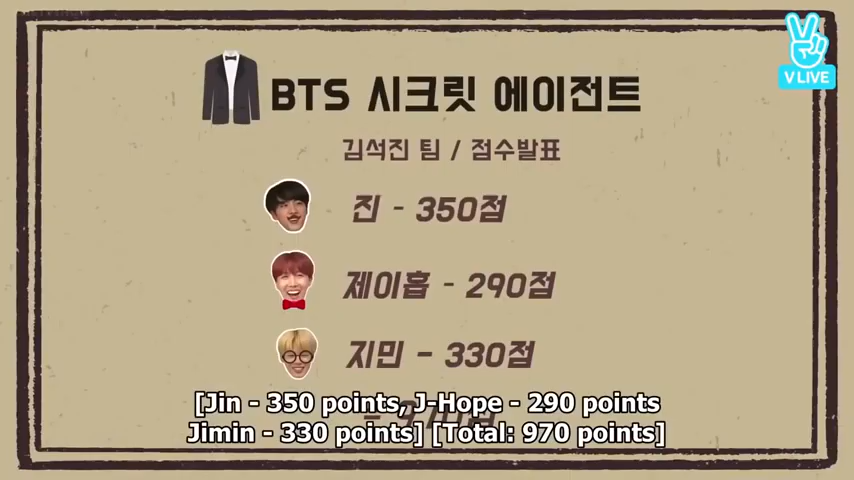 V LIVE
BTS 시크릿 에이전트
김석진 팀 / 점수발표
진 - 350점
제이홉 - 290점
지민 - 330점
[Jin - 350 points, J-Hope - 290 points
Jimin - 330 points] [Total: 970 points]